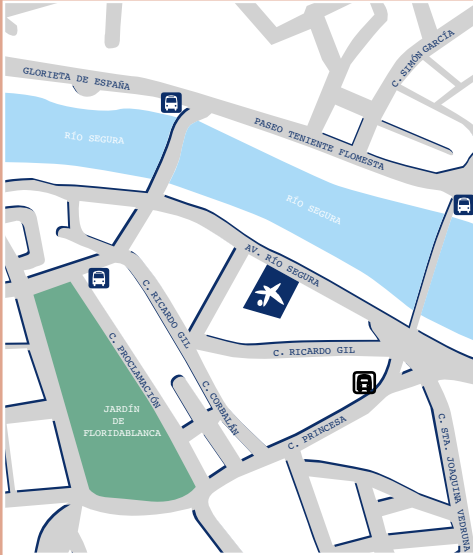 C. SIMÓN GARCÍA
GLORIETA DE ESPAÑA
PASEO TENIENTE FLOMESTA
RÍO SEGURA
RÍO SEGURA
AV. RÍO SEGURA
C. RICARDO GIL
C. RICARDO GIL
C. PROCLAMACIÓN
C. CORBALÁN
JARDÍN
DE
FLORIDABLANCA
C. PRINCESA
C. STA. JOAQUINA VEDRUNA